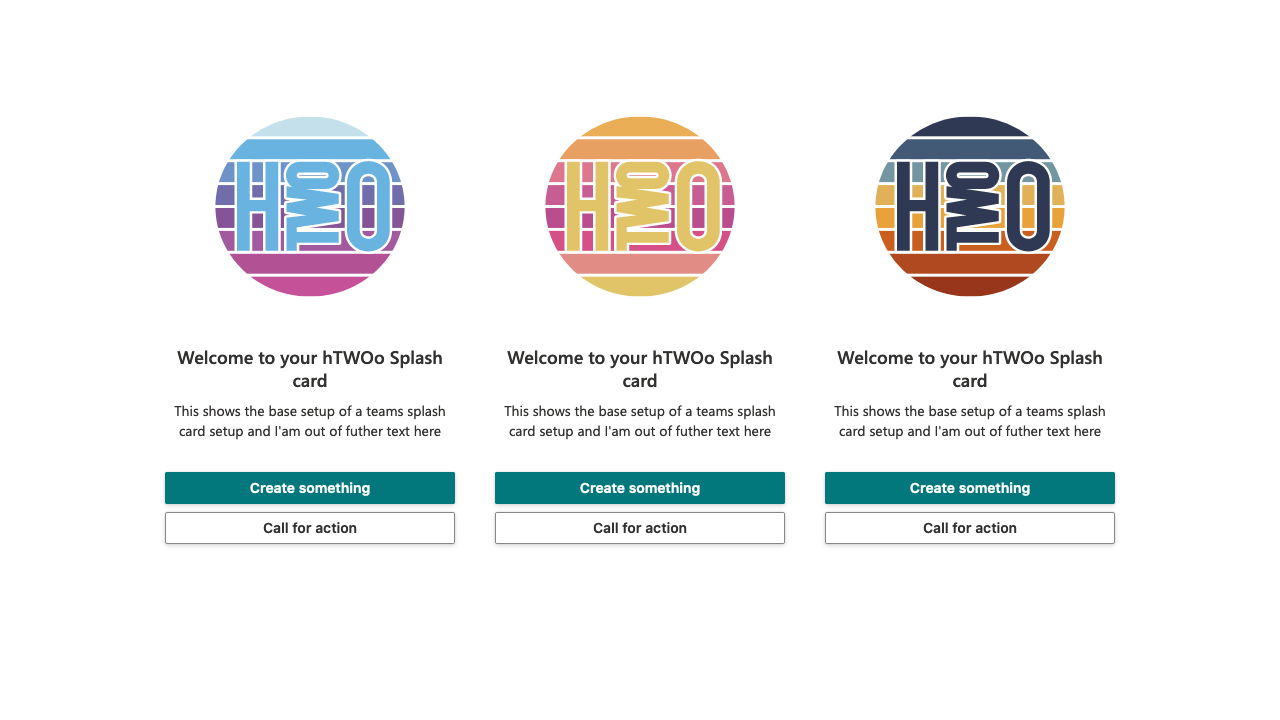 HTWOO
HTWOO
HTWOO
Welcome to your hTWOo Splash
card
This shows the base setup of a teams splash
card setup and I'am out of futher text here
Create something
Call for action
Welcome to your hTWOo Splash
card
This shows the base setup of a teams splash
card setup and I'am out of futher text here
Create something
Call for action
Welcome to your hTWOo Splash
card
This shows the base setup of a teams splash
card setup and I'am out of futher text here
Create something
Call for action